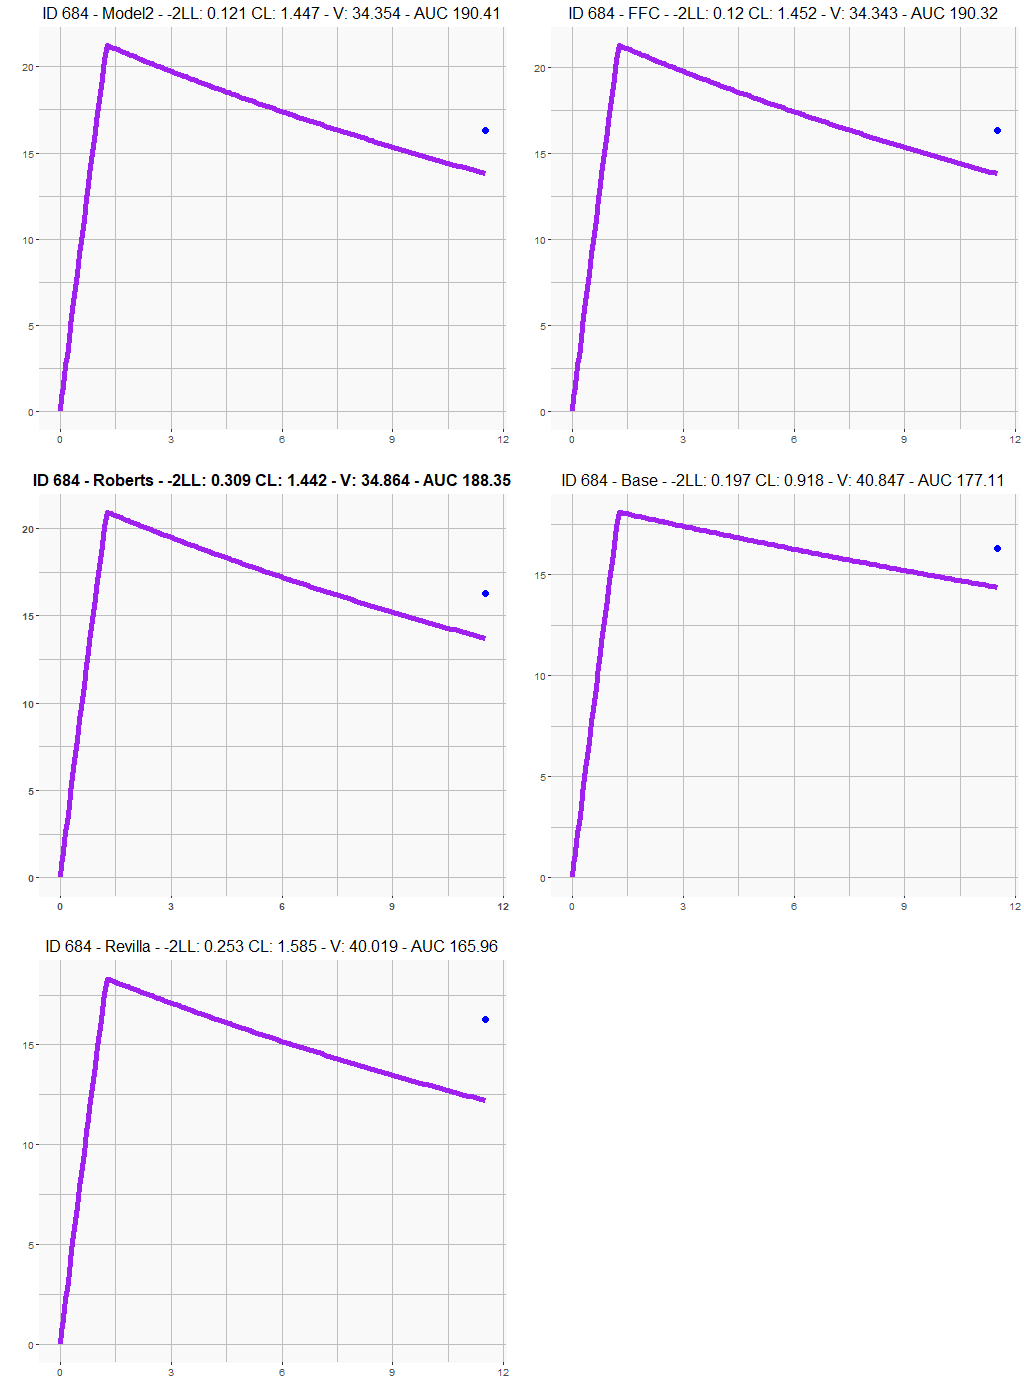 ID 684 - Model2 - -2LL: 0.121 CL: 1.447 - V: 34.354 - AUC 190.41
20
15
10
5
0
0 3 6 9 12
ID 684 - FFC - -2LL: 0.12 CL: 1.452 - V: 34.343 - AUC 190.32
20
15
10
5
0
0 3 6 9 12
ID 684 - Roberts - -2LL: 0.309 CL: 1.442 - V: 34.864 - AUC 188.35
20
15
10
5
0
0 3 6 9 12
ID 684 - Base - -2LL: 0.197 CL: 0.918 - V: 40.847 - AUC 177.11
15
10
5
0
0 3 6 9 12
ID 684 - Revilla - -2LL: 0.253 CL: 1.585 - V: 40.019 - AUC 165.96
15
10
5
0
0 3 6 9 12